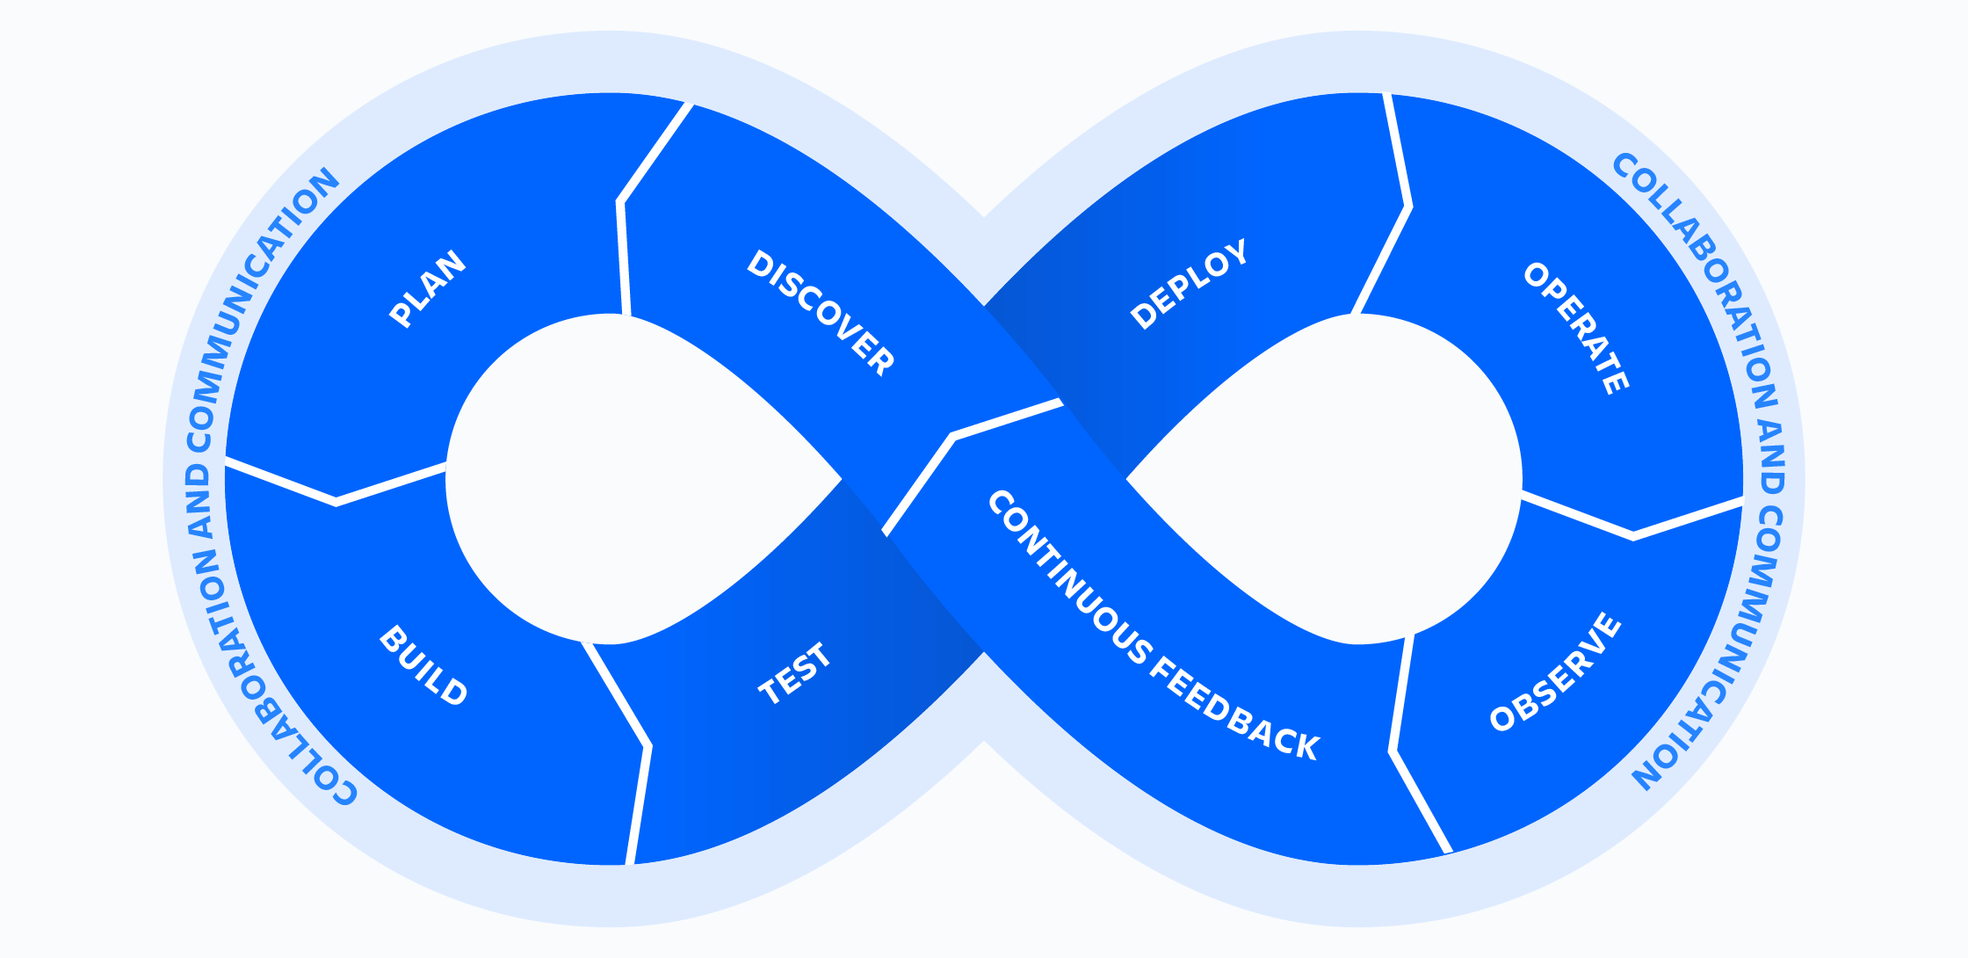 COLLABORATION AND COMMUNICATION
PLAN
DISCOVER
DEPLOY
OPERATE
COLLABORATION AND COMMUNICATION
BUILD
TEST
CONTINUOUS FEEDBACK
OBSERVE